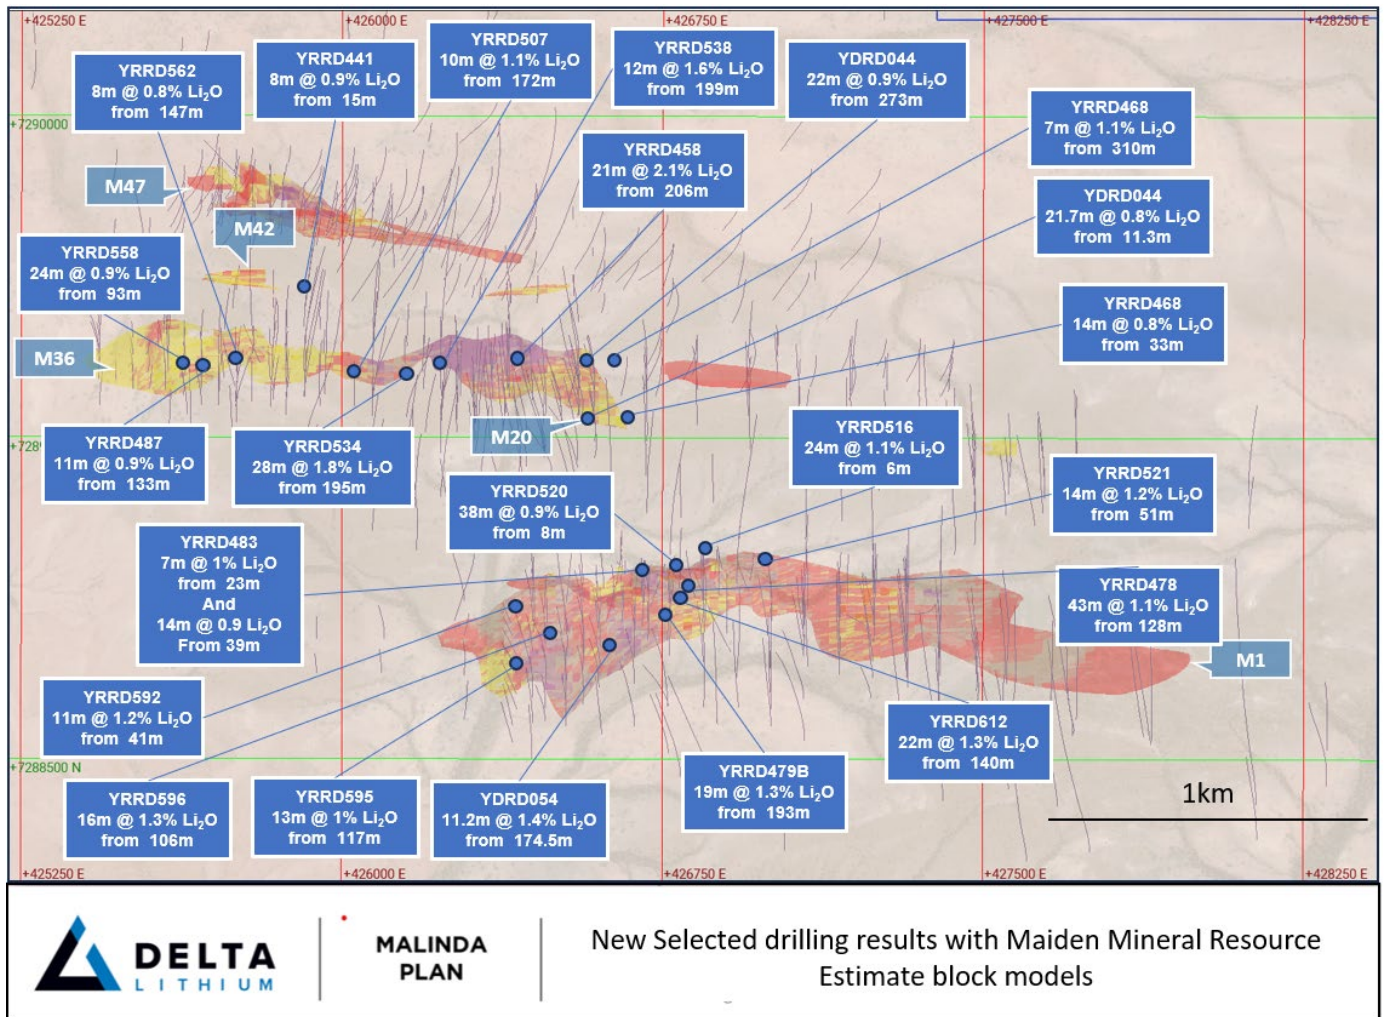 +425250 E
+426000 E
+426750 E
+427500 E
+428250 E
YRRD562
8m @ 0.8% Li₂O
from 147m
YRRD441
8m @ 0.9% Li₂O
from 15m
YRRD507
10m @ 1.1% Li₂O
from 172m
YRRD538
12m @ 1.6% Li₂O
from 199m
YDRD044
22m @ 0.9% Li₂O
from 273m
YRRD468
7m @ 1.1% Li₂O
from 310m
+7290000
YRRD458
21m @ 2.1% Li₂O
from 206m
M47
YDRD044
21.7m @ 0.8% Li₂O
from 11.3m
M42
YRRD558
24m @ 0.9% Li₂O
from 93m
YRRD468
14m @ 0.8% Li₂O
from 33m
M36
M20
+7289
YRRD487
11m @ 0.9% Li₂O
from 133m
YRRD534
28m @ 1.8% Li₂O
from 195m
YRRD516
24m @ 1.1% Li₂O
from 6m
YRRD520
38m @ 0.9% Li₂O
from 8m
YRRD521
14m @ 1.2% Li₂O
from 51m
YRRD483
7m @ 1% Li₂O
from 23m
And
14m @ 0.9 Li₂O
From 39m
YRRD478
43m @ 1.1% Li₂O
from 128m
M1
YRRD592
11m @ 1.2% Li₂O
from 41m
YRRD612
22m @ 1.3% Li₂O
from 140m
+7288500 N
YRRD596
16m @ 1.3% Li₂O
from 106m
YRRD595
13m @ 1% Li₂O
from 117m
YDRD054
11.2m @ 1.4% Li₂O
from 174.5m
YRRD479B
19m @ 1.3% Li₂O
from 193m
1km
+425250 E
+426000 E
+426750 E
+427500 E
+428250 E
DELTA
LITHIUM
MALINDA
PLAN
New Selected drilling results with Maiden Mineral Resource
Estimate block models